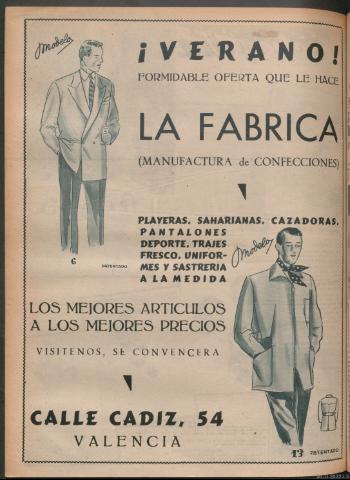 ¡VERANO!
Modelo
FORMIDABLE OFERTA QUE LE HACE
LA FABRICA
(MANUFACTURA de CONFECCIONES)
6
PATENTADO
PLAYERAS, SAHARIANAS, CAZADORAS,
PANTALONES
DEPORTE, TRAJES
FRESCO, UNIFOR-
MES Y SASTRERIA
A LA MEDIDA
Modelo
LOS MEJORES ARTICULOS
A LOS MEJORES PRECIOS
VISITENOS, SE CONVENCERA
CALLE CADIZ, 54
VALENCIA
13 PATENTADO